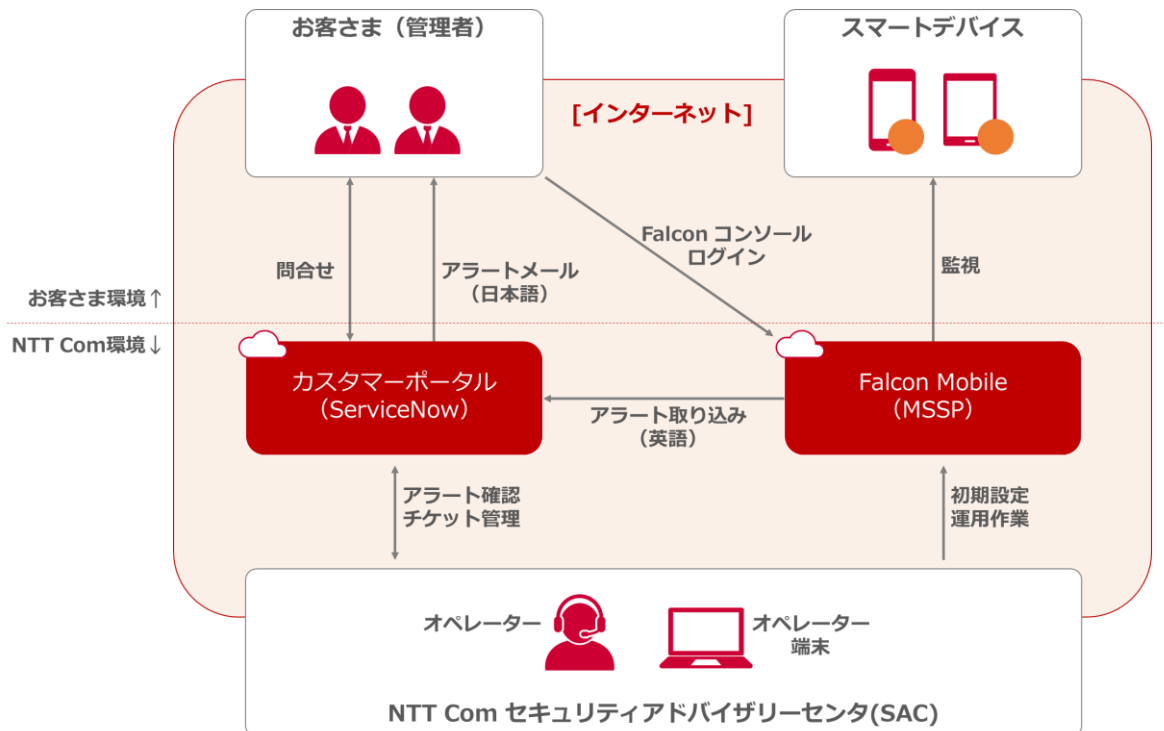 お客さま（管理者）
スマートデバイス
[インターネット]
Falcon コンソール
ログイン
問合せ
アラートメール
（日本語）
監視
お客さま環境↑
NTT Com環境↓
カスタマーポータル
（ServiceNow）
Falcon Mobile
（MSSP）
アラート取り込み
（英語）
アラート確認
チケット管理
初期設定
運用作業
オペレーター
オペレーター
端末
NTT Com セキュリティアドバイザリーセンタ(SAC)